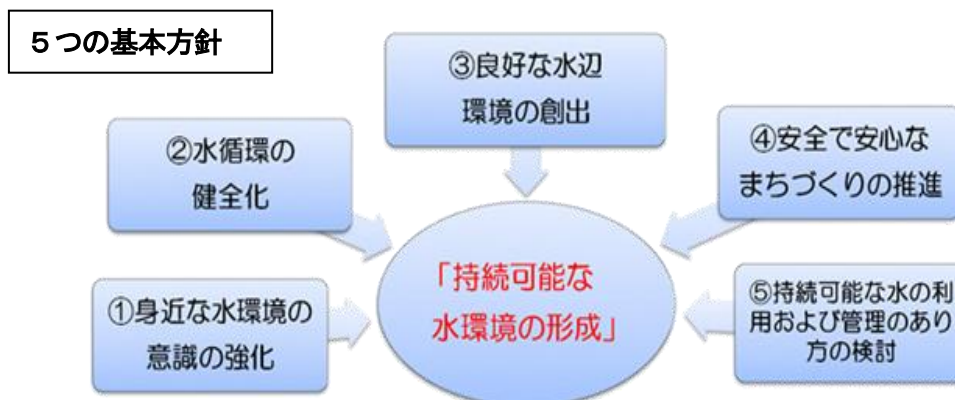 ５つの基本方針
③良好な水辺
環境の創出
②水循環の
健全化
④安全で安心な
まちづくりの推進
「持続可能な
水環境の形成」
①身近な水環境の
意識の強化
⑤持続可能な水の利
用および管理のあり
方の検討